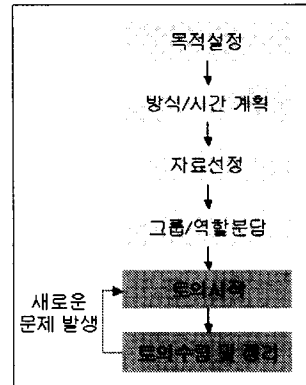 목적설정
방식/시간 계획
자료선정
그룹/역할분담
토의시작
새로운
문제 발생
토의수렴 및 정리